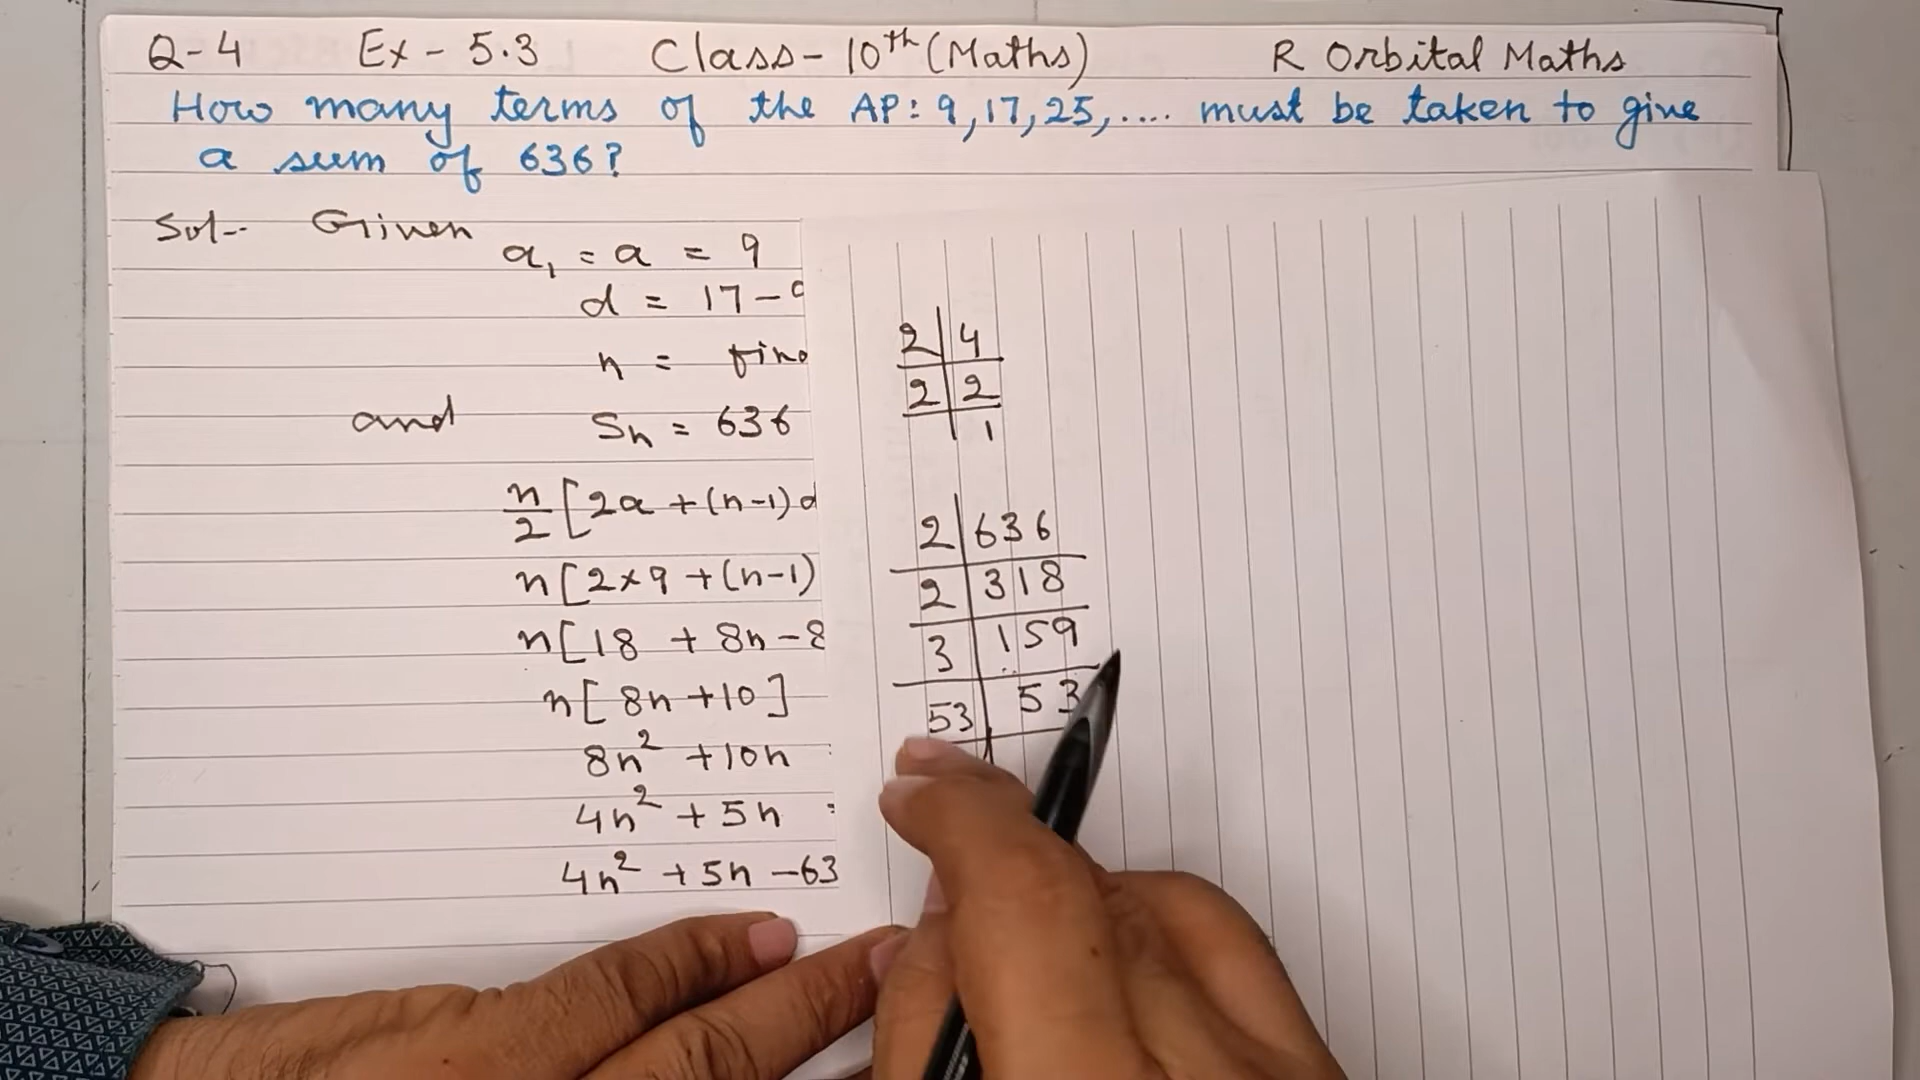 Q-4 Ex - 5.3 Class - 10th (Maths) R Orbital Maths
How many terms of the AP: 9, 17, 25, .... must be taken to give
a sum of 636?
Sol-- Given a₁ = a = 9
d = 17 -
n =
and Sn = 636
n/2 [2a + (n-1)d
n[2×9 + (n-1)
n[18 + 8n - 8
n[8n+10]
8n² + 10n
4n² + 5n
4n² + 5n - 63
2 | 4
2 | 2
1
2 | 636
2 | 318
3 | 159
53 | 53